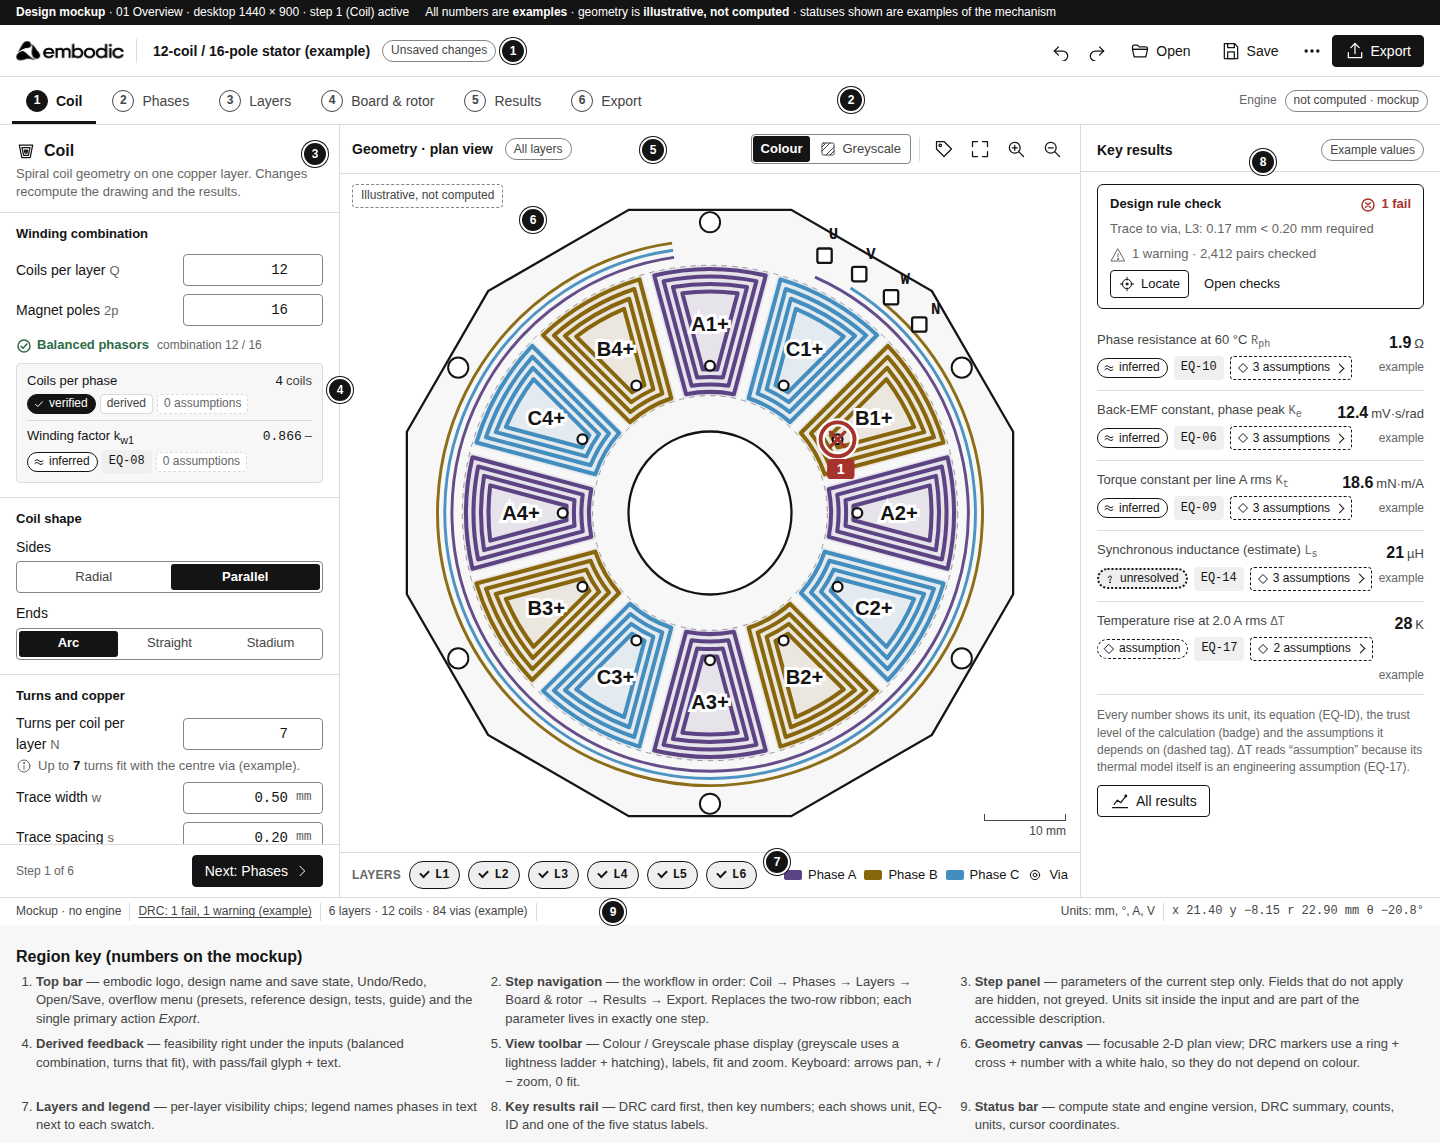 Design mockup · 01 Overview · desktop 1440 × 900 · step 1 (Coil) active All numbers are examples · geometry is illustrative, not computed · statuses shown are examples of the mechanism
embodic
12-coil / 16-pole stator (example)
Unsaved changes
1
Open
Save
Export
1 Coil
2 Phases
3 Layers
4 Board & rotor
5 Results
6 Export
2
Engine not computed · mockup
Coil
3
Spiral coil geometry on one copper layer. Changes
recompute the drawing and the results.
Winding combination
Coils per layer Q 12
Magnet poles 2p 16
Balanced phasors combination 12 / 16
Coils per phase 4 coils
verified derived 0 assumptions
4
Winding factor kw1 0.866 –
inferred EQ-08 0 assumptions
Coil shape
Sides
Radial Parallel
Ends
Arc Straight Stadium
Turns and copper
Turns per coil per
layer N 7
Up to 7 turns fit with the centre via (example).
Trace width w 0.50 mm
Trace spacing s 0.20 mm
Step 1 of 6
Next: Phases
Geometry · plan view
All layers
5
Colour Greyscale
Illustrative, not computed
6
U
V
W
N
A1+
C1+
B1+
1
A2+
C2+
B2+
A3+
C3+
B3+
A4+
C4+
B4+
10 mm
LAYERS L1 L2 L3 L4 L5 L6
7
Phase A Phase B Phase C Via
Key results
8
Example values
Design rule check 1 fail
Trace to via, L3: 0.17 mm < 0.20 mm required
1 warning · 2,412 pairs checked
Locate Open checks
Phase resistance at 60 °C Rph 1.9 Ω
inferred EQ-10 3 assumptions example
Back-EMF constant, phase peak Ke 12.4 mV·s/rad
inferred EQ-06 3 assumptions example
Torque constant per line A rms Kt 18.6 mN·m/A
inferred EQ-09 3 assumptions example
Synchronous inductance (estimate) Ls 21 µH
? unresolved EQ-14 3 assumptions example
Temperature rise at 2.0 A rms ΔT 28 K
assumption EQ-17 2 assumptions
example
Every number shows its unit, its equation (EQ-ID), the trust
level of the calculation (badge) and the assumptions it
depends on (dashed tag). ΔT reads “assumption” because its
thermal model itself is an engineering assumption (EQ-17).
All results
Mockup · no engine DRC: 1 fail, 1 warning (example) 6 layers · 12 coils · 84 vias (example)
9
Units: mm, °, A, V x 21.40 y −8.15 r 22.90 mm θ −20.8°
Region key (numbers on the mockup)
1. Top bar — embodic logo, design name and save state, Undo/Redo,
Open/Save, overflow menu (presets, reference design, tests, guide) and the
single primary action Export.
2. Step navigation — the workflow in order: Coil → Phases → Layers →
Board & rotor → Results → Export. Replaces the two-row ribbon; each
parameter lives in exactly one step.
3. Step panel — parameters of the current step only. Fields that do not apply
are hidden, not greyed. Units sit inside the input and are part of the
accessible description.
4. Derived feedback — feasibility right under the inputs (balanced
combination, turns that fit), with pass/fail glyph + text.
5. View toolbar — Colour / Greyscale phase display (greyscale uses a
lightness ladder + hatching), labels, fit and zoom. Keyboard: arrows pan, + /
− zoom, 0 fit.
6. Geometry canvas — focusable 2-D plan view; DRC markers use a ring +
cross + number with a white halo, so they do not depend on colour.
7. Layers and legend — per-layer visibility chips; legend names phases in text
next to each swatch.
8. Key results rail — DRC card first, then key numbers; each shows unit, EQ-
ID and one of the five status labels.
9. Status bar — compute state and engine version, DRC summary, counts,
units, cursor coordinates.